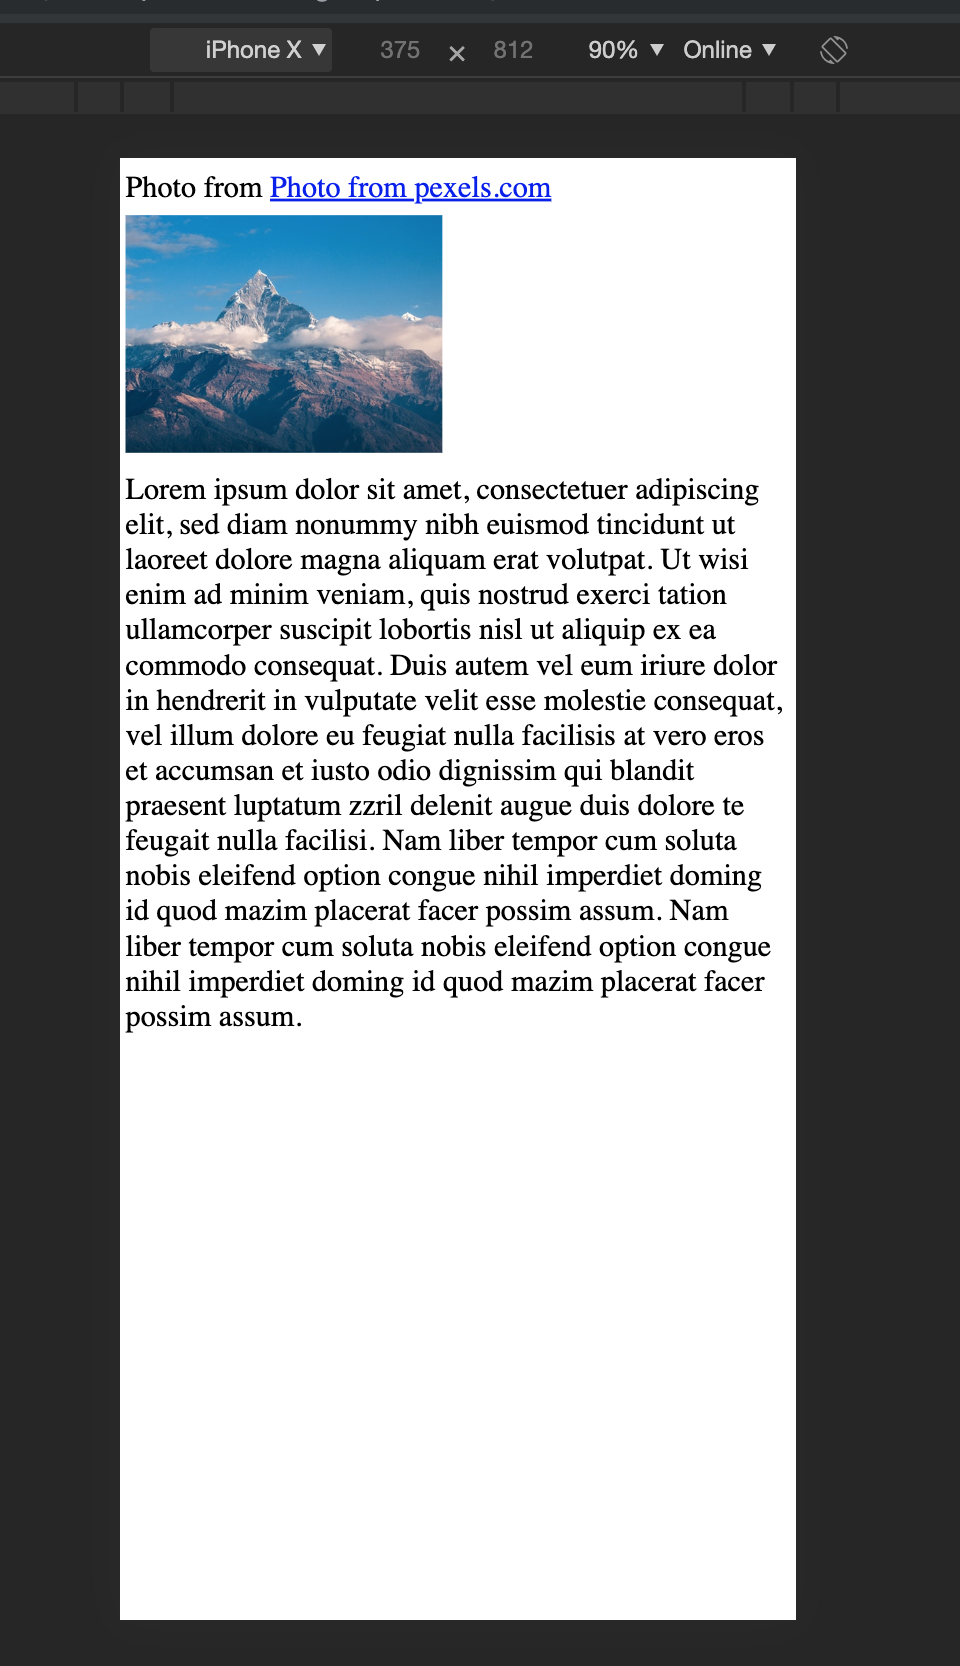 iPhone X ▼ 375 × 812 90% ▼ Online ▼
Photo from Photo from pexels.com
Lorem ipsum dolor sit amet, consectetuer adipiscing
elit, sed diam nonummy nibh euismod tincidunt ut
laoreet dolore magna aliquam erat volutpat. Ut wisi
enim ad minim veniam, quis nostrud exerci tation
ullamcorper suscipit lobortis nisl ut aliquip ex ea
commodo consequat. Duis autem vel eum iriure dolor
in hendrerit in vulputate velit esse molestie consequat,
vel illum dolore eu feugiat nulla facilisis at vero eros
et accumsan et iusto odio dignissim qui blandit
praesent luptatum zzril delenit augue duis dolore te
feugait nulla facilisi. Nam liber tempor cum soluta
nobis eleifend option congue nihil imperdiet doming
id quod mazim placerat facer possim assum. Nam
liber tempor cum soluta nobis eleifend option congue
nihil imperdiet doming id quod mazim placerat facer
possim assum.